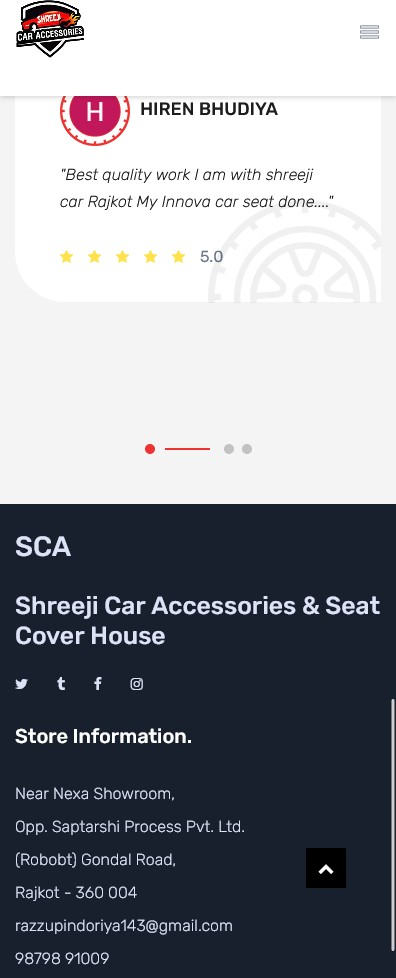 SHREEJI
CAR ACCESSORIES
H
HIREN BHUDIYA
"Best quality work I am with shreeji
car Rajkot My Innova car seat done...."
5.0
SCA
Shreeji Car Accessories & Seat
Cover House
Store Information.
Near Nexa Showroom,
Opp. Saptarshi Process Pvt. Ltd.
(Robobt) Gondal Road,
Rajkot - 360 004
razzupindoriya143@gmail.com
98798 91009